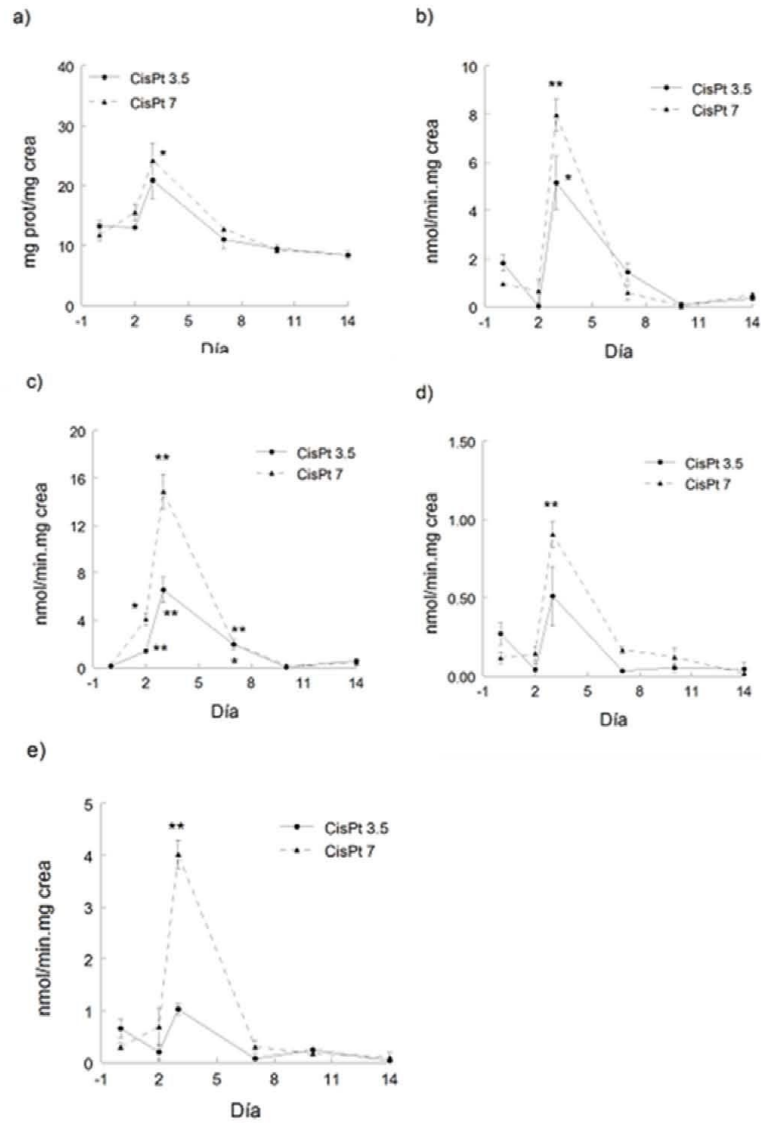 a)
CisPt 3.5
CisPt 7
mg prot/mg crea
40
30
20
10
0
*
-1 2 5 8 11 14
Día
b)
CisPt 3.5
CisPt 7
nmol/min.mg crea
10
8
6
4
2
0
**
*
-1 2 5 8 11 14
Día
c)
CisPt 3.5
CisPt 7
nmol/min.mg crea
20
16
12
8
4
0
**
*
**
**
**
*
-1 2 5 8 11 14
Día
d)
CisPt 3.5
CisPt 7
nmol/min.mg crea
1.50
1.00
0.50
0.00
**
-1 2 5 8 11 14
Día
e)
CisPt 3.5
CisPt 7
nmol/min.mg crea
5
4
3
2
1
0
**
-1 2 5 8 11 14
Día